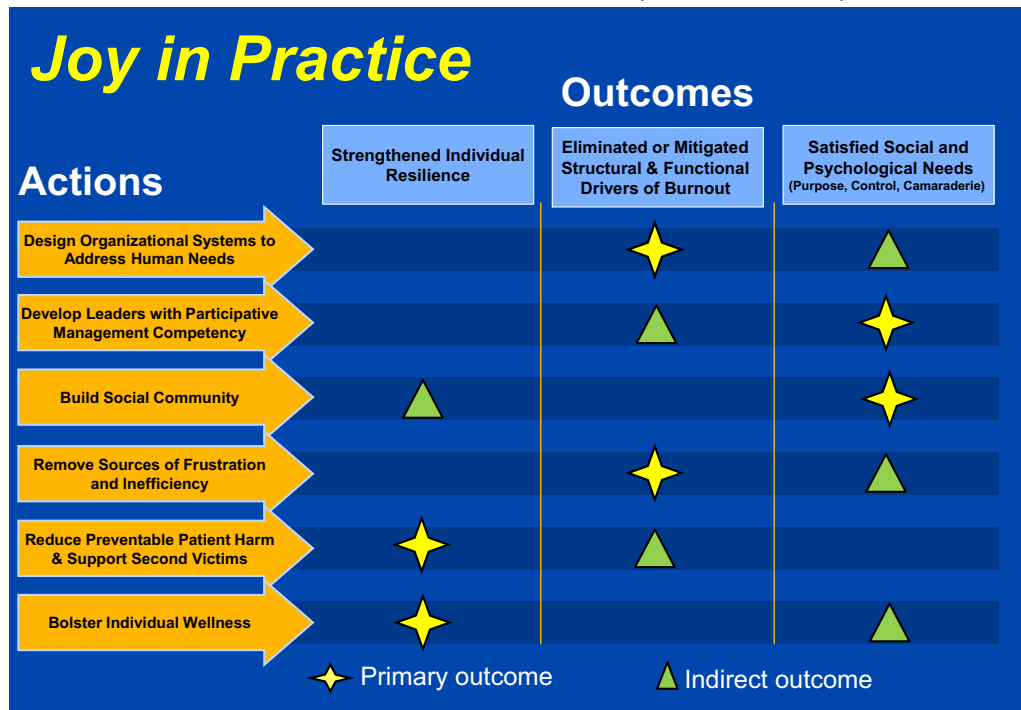 Joy in Practice
Outcomes
Actions
Strengthened Individual
Resilience
Eliminated or Mitigated
Structural & Functional
Drivers of Burnout
Satisfied Social and
Psychological Needs
(Purpose, Control, Camaraderie)
Design Organizational Systems to
Address Human Needs
Develop Leaders with Participative
Management Competency
Build Social Community
Remove Sources of Frustration
and Inefficiency
Reduce Preventable Patient Harm
& Support Second Victims
Bolster Individual Wellness
Primary outcome
Indirect outcome